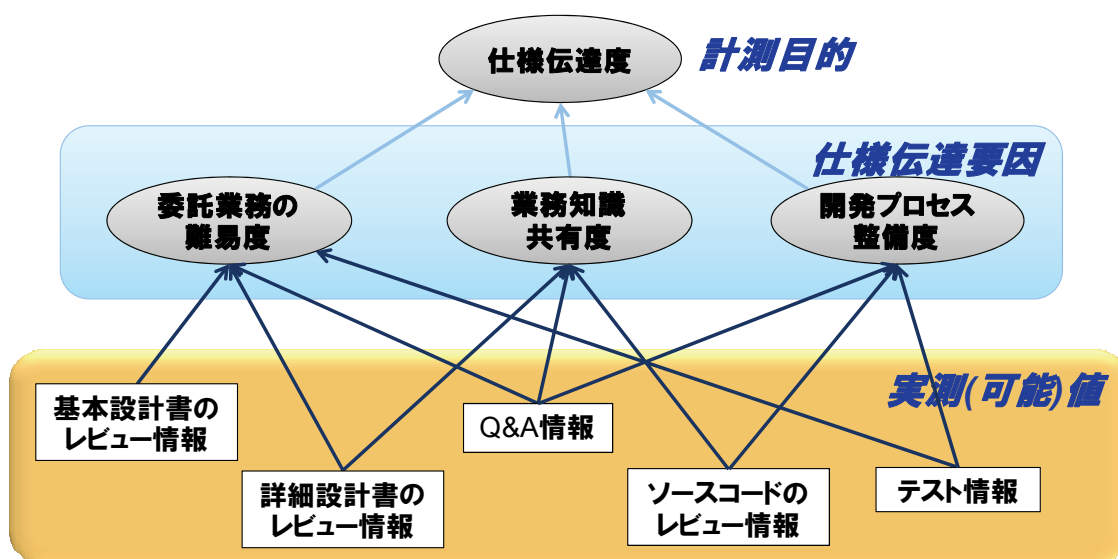 仕様伝達度
計測目的
仕様伝達要因
委託業務の
難易度
業務知識
共有度
開発プロセス
整備度
実測(可能)値
基本設計書の
レビュー情報
Q&A情報
詳細設計書の
レビュー情報
ソースコードの
レビュー情報
テスト情報